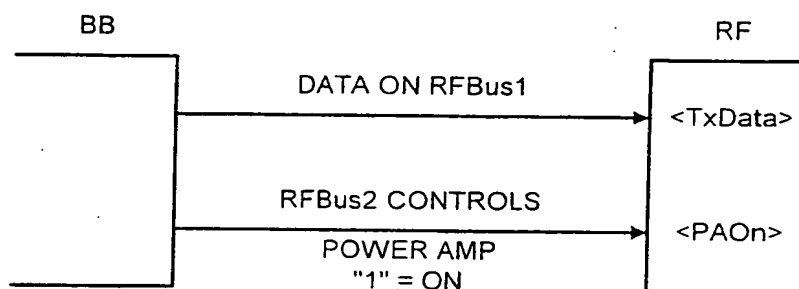 BB
RF
DATA ON RFBus1
<TxData>
RFBus2 CONTROLS
<PAOn>
POWER AMP
"1" = ON